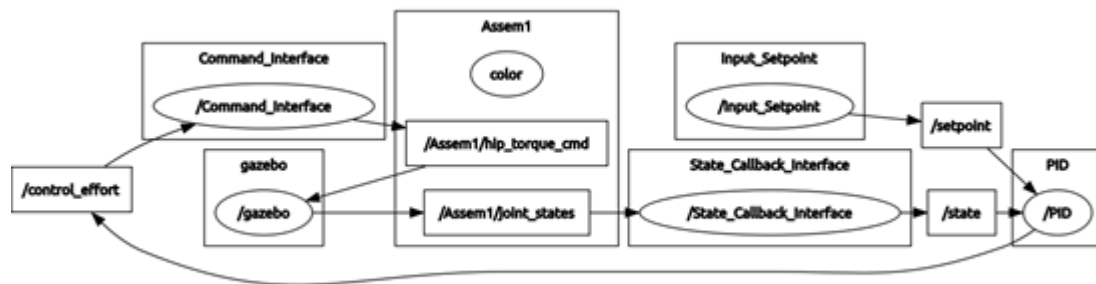 Assem1
Command_Interface
Input_Setpoint
color
/Command_Interface
/Input_Setpoint
/Assem1/hip_torque_cmd
/setpoint
gazebo
State_Callback_Interface
PID
/control_effort
/gazebo
/Assem1/joint_states
/State_Callback_Interface
/state
/PID